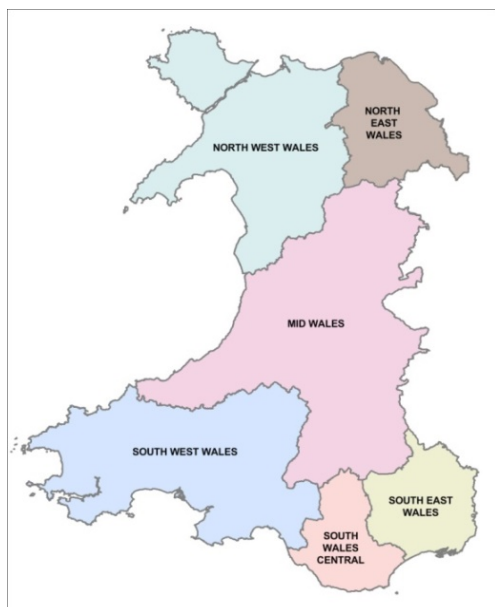 NORTH WEST WALES
NORTH
EAST
WALES
MID WALES
SOUTH WEST WALES
SOUTH EAST
WALES
SOUTH
WALES
CENTRAL